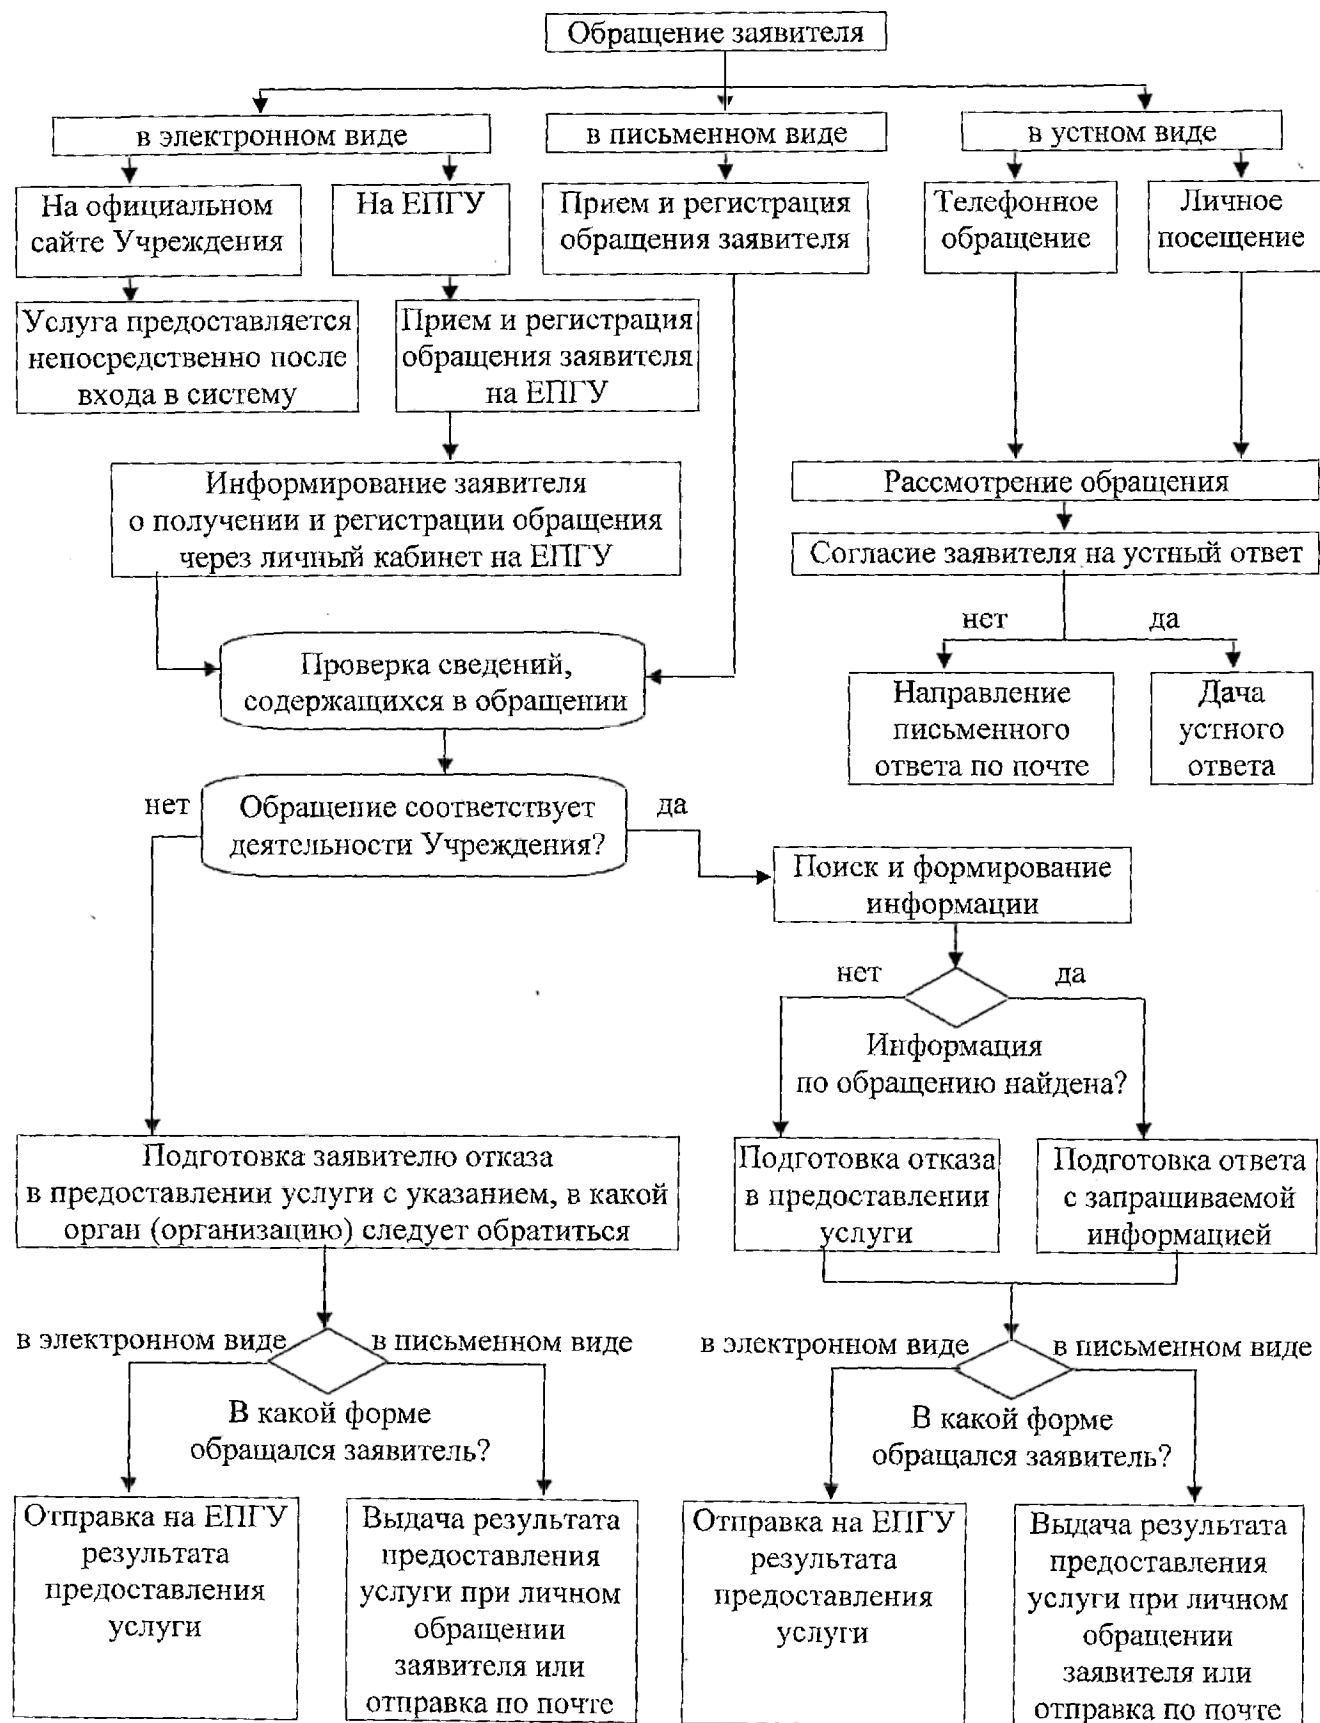 Обращение заявителя
в электронном виде
в письменном виде
в устном виде
На официальном
сайте Учреждения
На ЕПГУ
Прием и регистрация
обращения заявителя
Телефонное
обращение
Личное
посещение
Услуга предоставляется
непосредственно после
входа в систему
Прием и регистрация
обращения заявителя
на ЕПГУ
Информирование заявителя
о получении и регистрации обращения
через личный кабинет на ЕПГУ
Рассмотрение обращения
Согласие заявителя на устный ответ
нет
да
Проверка сведений,
содержащихся в обращении
Направление
письменного
ответа по почте
Дача
устного
ответа
нет
Обращение соответствует
деятельности Учреждения?
да
Поиск и формирование
информации
нет
да
Информация
по обращению найдена?
Подготовка заявителю отказа
в предоставлении услуги с указанием, в какой
орган (организацию) следует обратиться
Подготовка отказа
в предоставлении
услуги
Подготовка ответа
с запрашиваемой
информацией
в электронном виде
в письменном виде
В какой форме
обращался заявитель?
в электронном виде
в письменном виде
В какой форме
обращался заявитель?
Отправка на ЕПГУ
результата
предоставления
услуги
Выдача результата
предоставления
услуги при личном
обращении
заявителя или
отправка по почте
Отправка на ЕПГУ
результата
предоставления
услуги
Выдача результата
предоставления
услуги при личном
обращении
заявителя или
отправка по почте